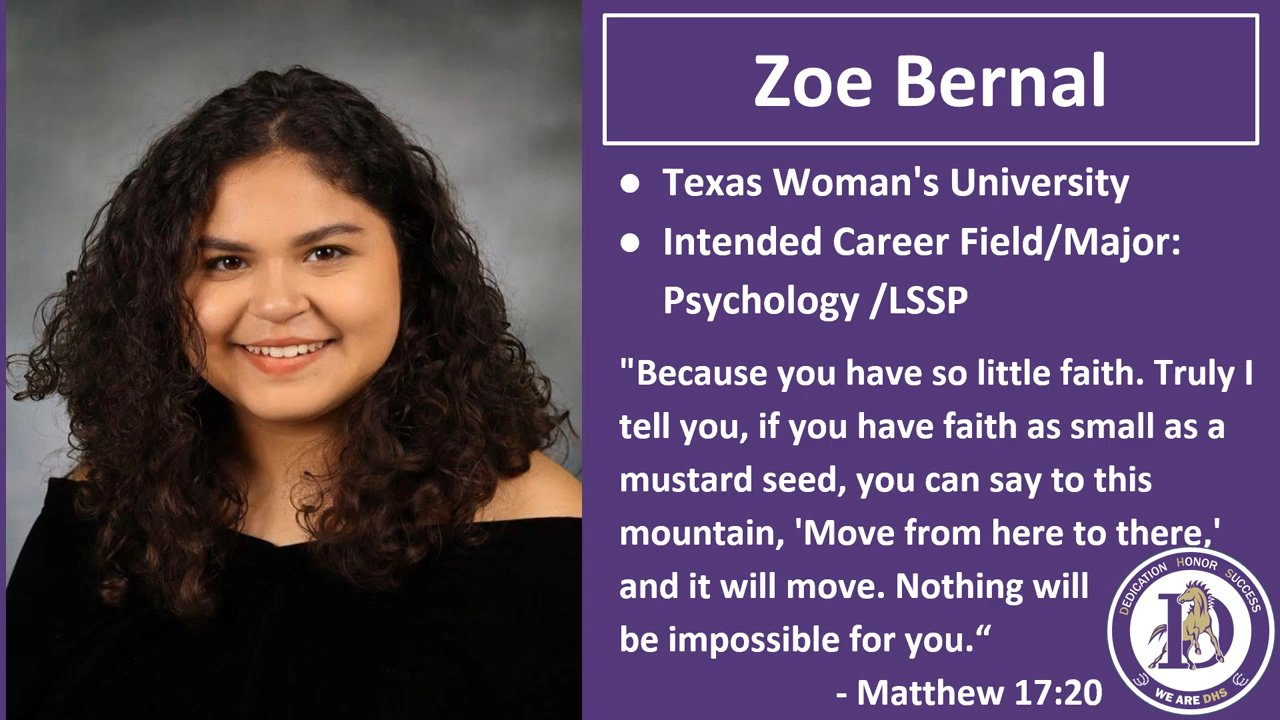 Zoe Bernal
● Texas Woman's University
● Intended Career Field/Major:
Psychology /LSSP
"Because you have so little faith. Truly I
tell you, if you have faith as small as a
mustard seed, you can say to this
mountain, 'Move from here to there,'
and it will move. Nothing will
be impossible for you.“
- Matthew 17:20
DEDICATION HONOR SUCCESS
D
WE ARE DHS